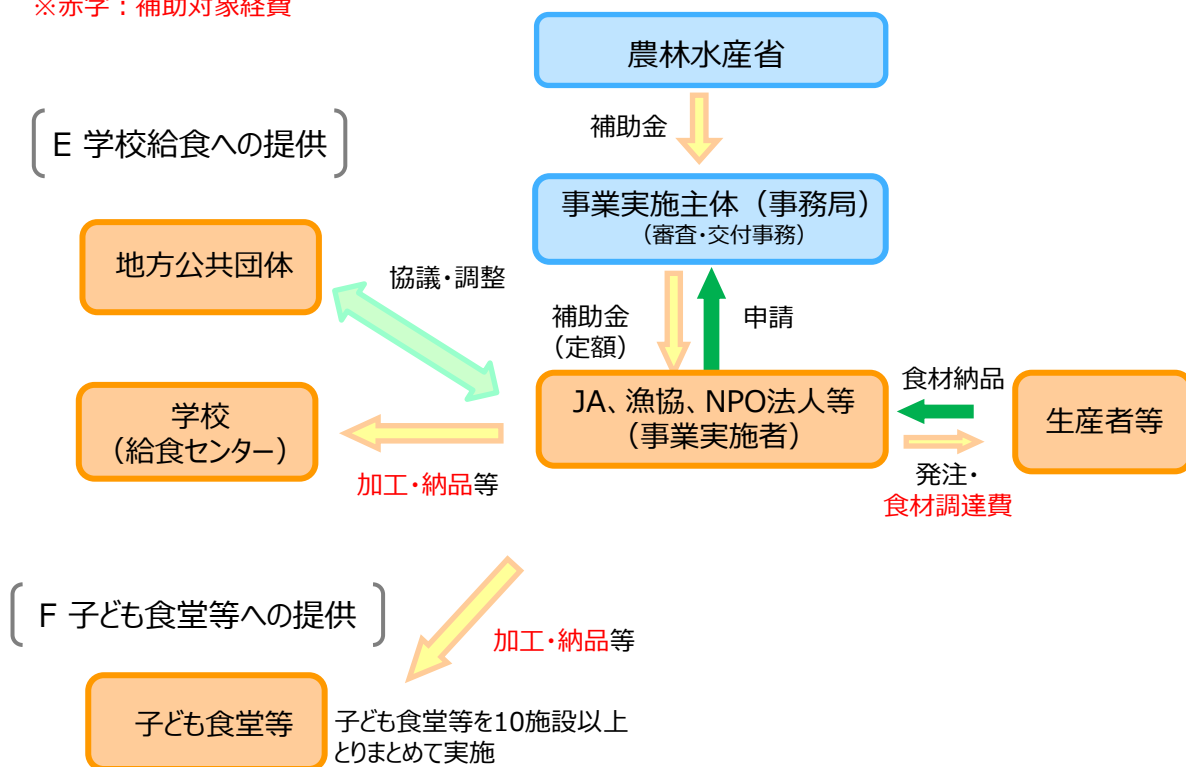 ※赤字：補助対象経費
農林水産省
補助金
E 学校給食への提供
事業実施主体（事務局）
（審査・交付事務）
地方公共団体
協議・調整
補助金
（定額）
申請
学校
（給食センター）
JA、漁協、NPO法人等
（事業実施者）
食材納品
生産者等
発注・
食材調達費
加工・納品等
F 子ども食堂等への提供
加工・納品等
子ども食堂等
子ども食堂等を10施設以上
とりまとめて実施